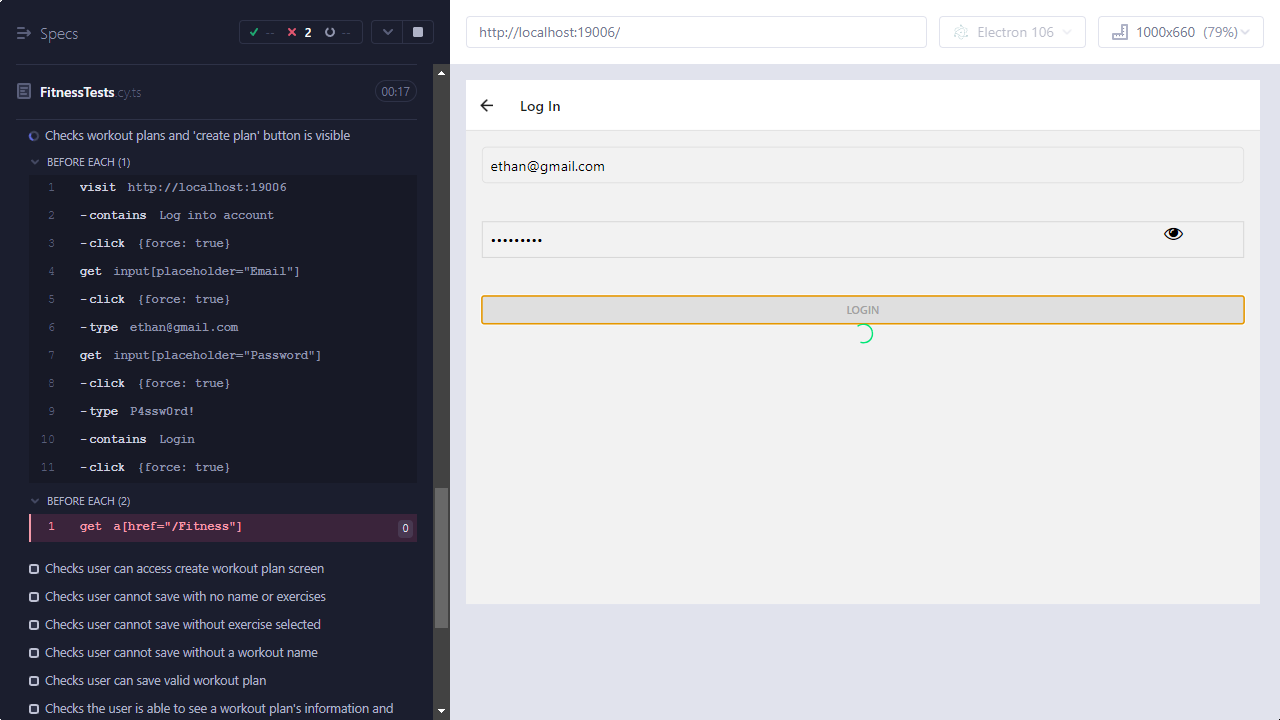 Specs
-- 2 --
FitnessTests.cy.ts 00:17
Checks workout plans and 'create plan' button is visible
BEFORE EACH (1)
1 visit http://localhost:19006
2 -contains Log into account
3 -click {force: true}
4 get input[placeholder="Email"]
5 -click {force: true}
6 -type ethan@gmail.com
7 get input[placeholder="Password"]
8 -click {force: true}
9 -type P4ssw0rd!
10 -contains Login
11 -click {force: true}
BEFORE EACH (2)
1 get a[href="/Fitness"] 0
Checks user can access create workout plan screen
Checks user cannot save with no name or exercises
Checks user cannot save without exercise selected
Checks user cannot save without a workout name
Checks user can save valid workout plan
Checks the user is able to see a workout plan's information and
http://localhost:19006/ Electron 106 1000x660 (79%)
Log In
ethan@gmail.com
•••••••••
LOGIN